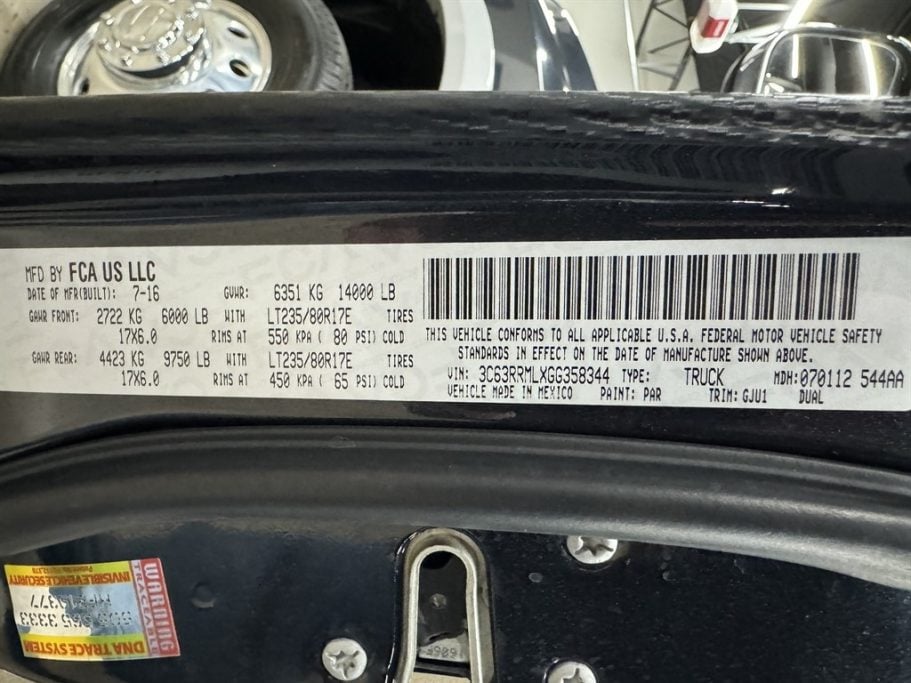 MFD BY FCA US LLC
DATE OF MFR(BUILT): 7-16 GVWR: 6351 KG 14000 LB
GAWR FRONT: 2722 KG 6000 LB WITH LT235/80R17E TIRES
17X6.0 RIMS AT 550 KPA ( 80 PSI) COLD
GAWR REAR: 4423 KG 9750 LB WITH LT235/80R17E TIRES
17X6.0 RIMS AT 450 KPA ( 65 PSI) COLD
THIS VEHICLE CONFORMS TO ALL APPLICABLE U.S.A. FEDERAL MOTOR VEHICLE SAFETY
STANDARDS IN EFFECT ON THE DATE OF MANUFACTURE SHOWN ABOVE.
VIN: 3C63RRMLXGG358344 TYPE: TRUCK MDH: 070112 544AA
VEHICLE MADE IN MEXICO PAINT: PAR TRIM: GJU1 DUAL
WARNING
TRACEABLE
DNA TRACE SYSTEM
INVISIBLE VEHICLE SECURITY